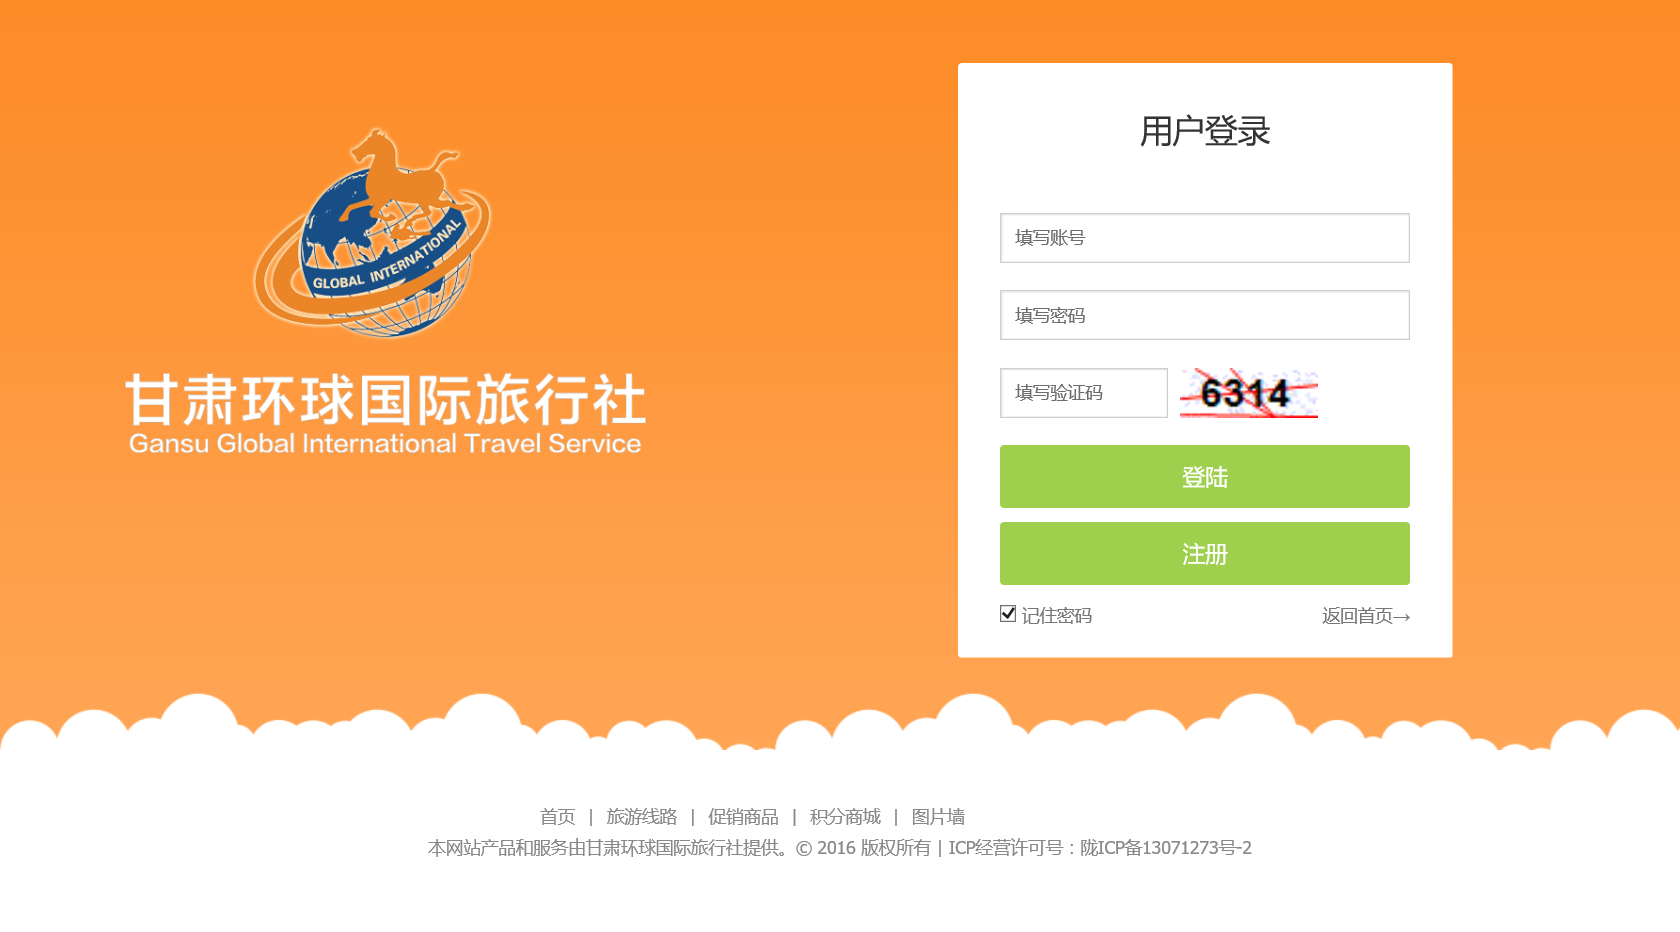 GLOBAL INTERNATIONAL
甘肃环球国际旅行社
Gansu Global International Travel Service
用户登录
填写账号
填写密码
填写验证码 6314
登陆
注册
记住密码 返回首页→
首页 | 旅游线路 | 促销商品 | 积分商城 | 图片墙
本网站产品和服务由甘肃环球国际旅行社提供。© 2016 版权所有 | ICP经营许可号：陇ICP备13071273号-2